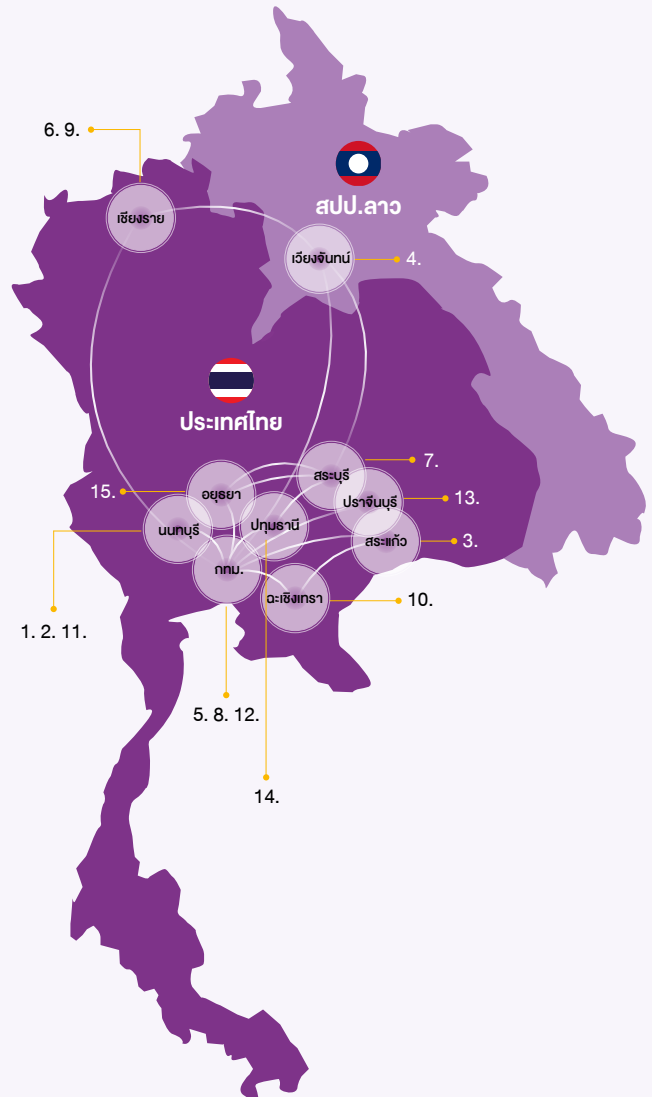 6. 9.
สปป.ลาว
เชียงราย
เวียงจันทน์
4.
ประเทศไทย
7.
สระบุรี
15.
อยุธยา
ปราจีนบุรี
13.
นนทบุรี
ปทุมธานี
สระแก้ว
3.
กทม.
ฉะเชิงเทรา
10.
1. 2. 11.
5. 8. 12.
14.